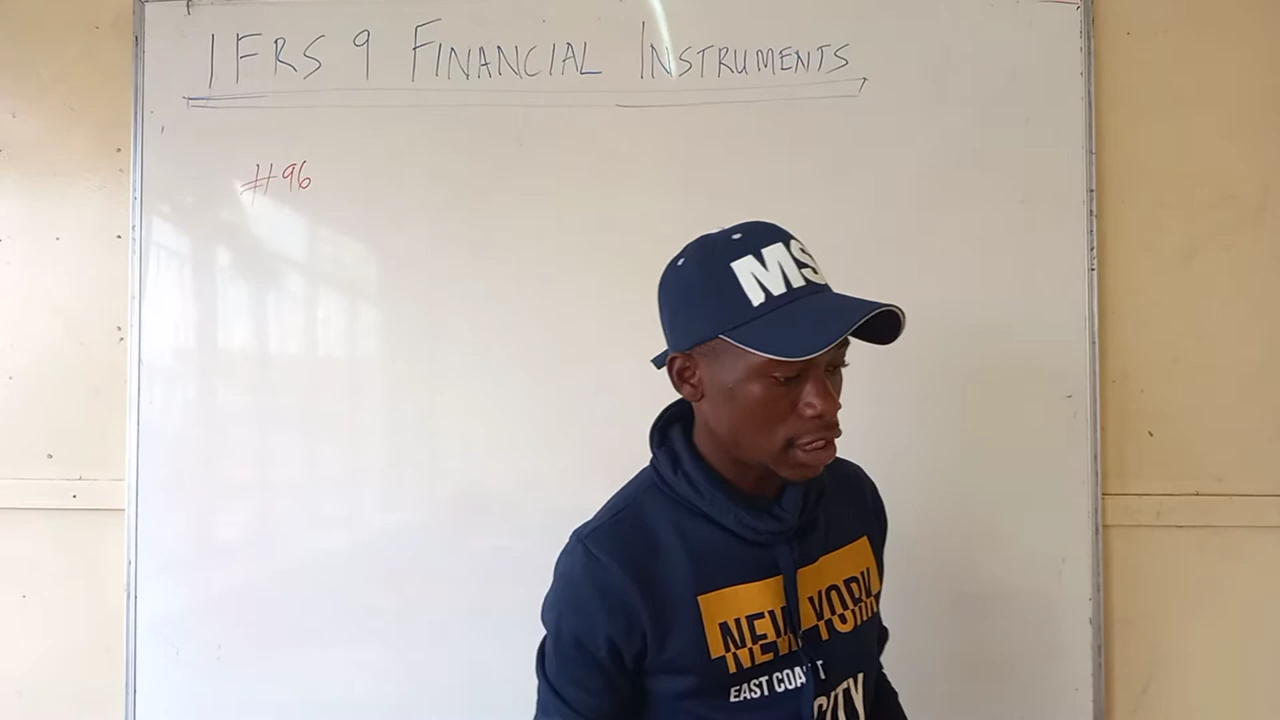 IFRS 9 FINANCIAL INSTRUMENTS
#96
MS
NEW YORK
EAST COAST
CITY